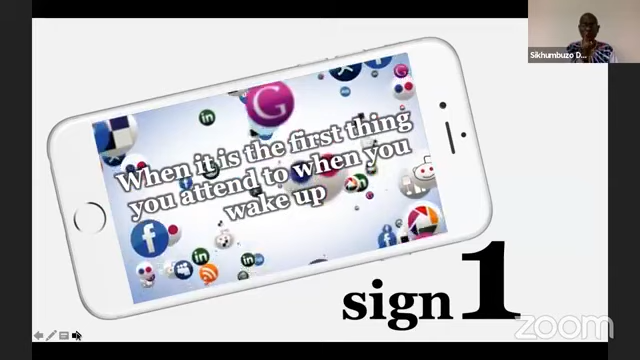 Sikhumbuzo D...
When it is the first thing
you attend to when you
wake up
sign 1
zoom